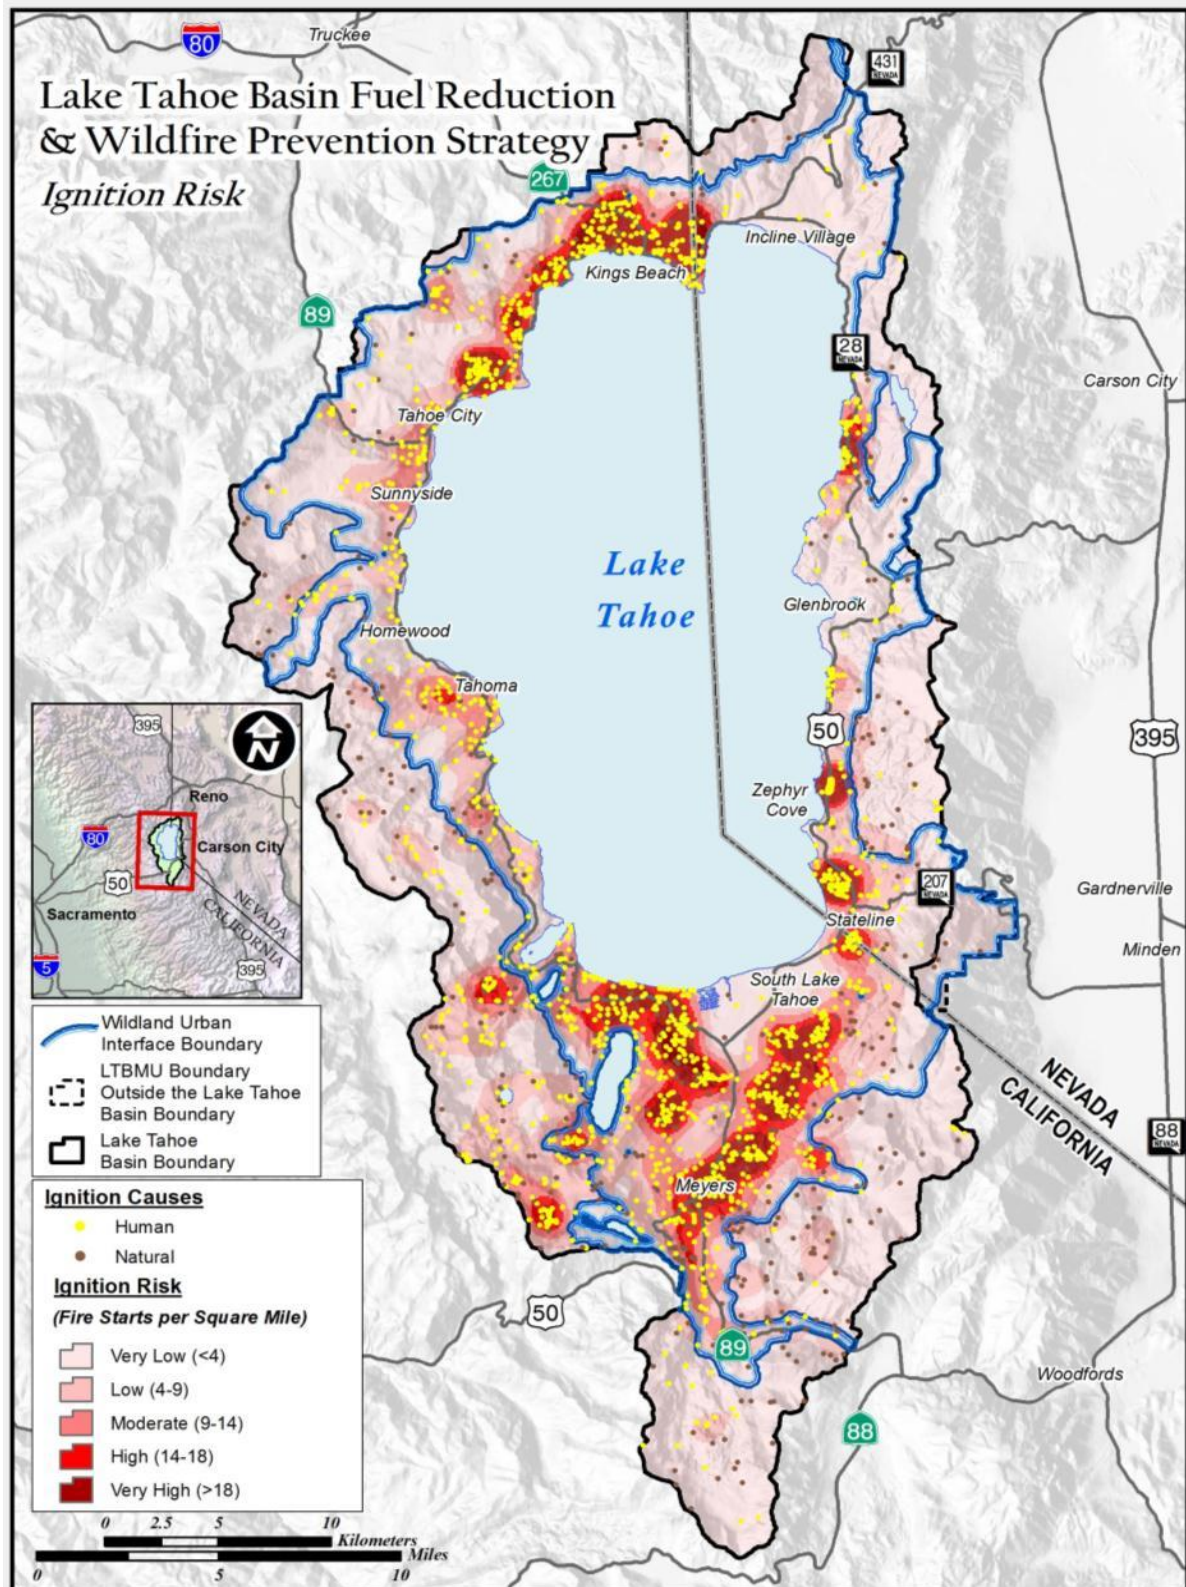 80
Truckee
431
NEVADA
Lake Tahoe Basin Fuel Reduction
& Wildfire Prevention Strategy
Ignition Risk
267
Incline Village
Kings Beach
89
28
NEVADA
Carson City
Tahoe City
Sunnyside
Lake
Tahoe
Glenbrook
Homewood
Tahoma
50
395
Zephyr
Cove
207
NEVADA
Gardnerville
Stateline
Minden
South Lake
Tahoe
NEVADA
CALIFORNIA
88
NEVADA
Meyers
50
89
Woodfords
88
395
N
Reno
80
Carson City
50
Sacramento
NEVADA
CALIFORNIA
5
395
Wildland Urban
Interface Boundary
LTBMU Boundary
Outside the Lake Tahoe
Basin Boundary
Lake Tahoe
Basin Boundary
Ignition Causes
Human
Natural
Ignition Risk
(Fire Starts per Square Mile)
Very Low (<4)
Low (4-9)
Moderate (9-14)
High (14-18)
Very High (>18)
0 2.5 5 10
Kilometers
Miles
0 5 10